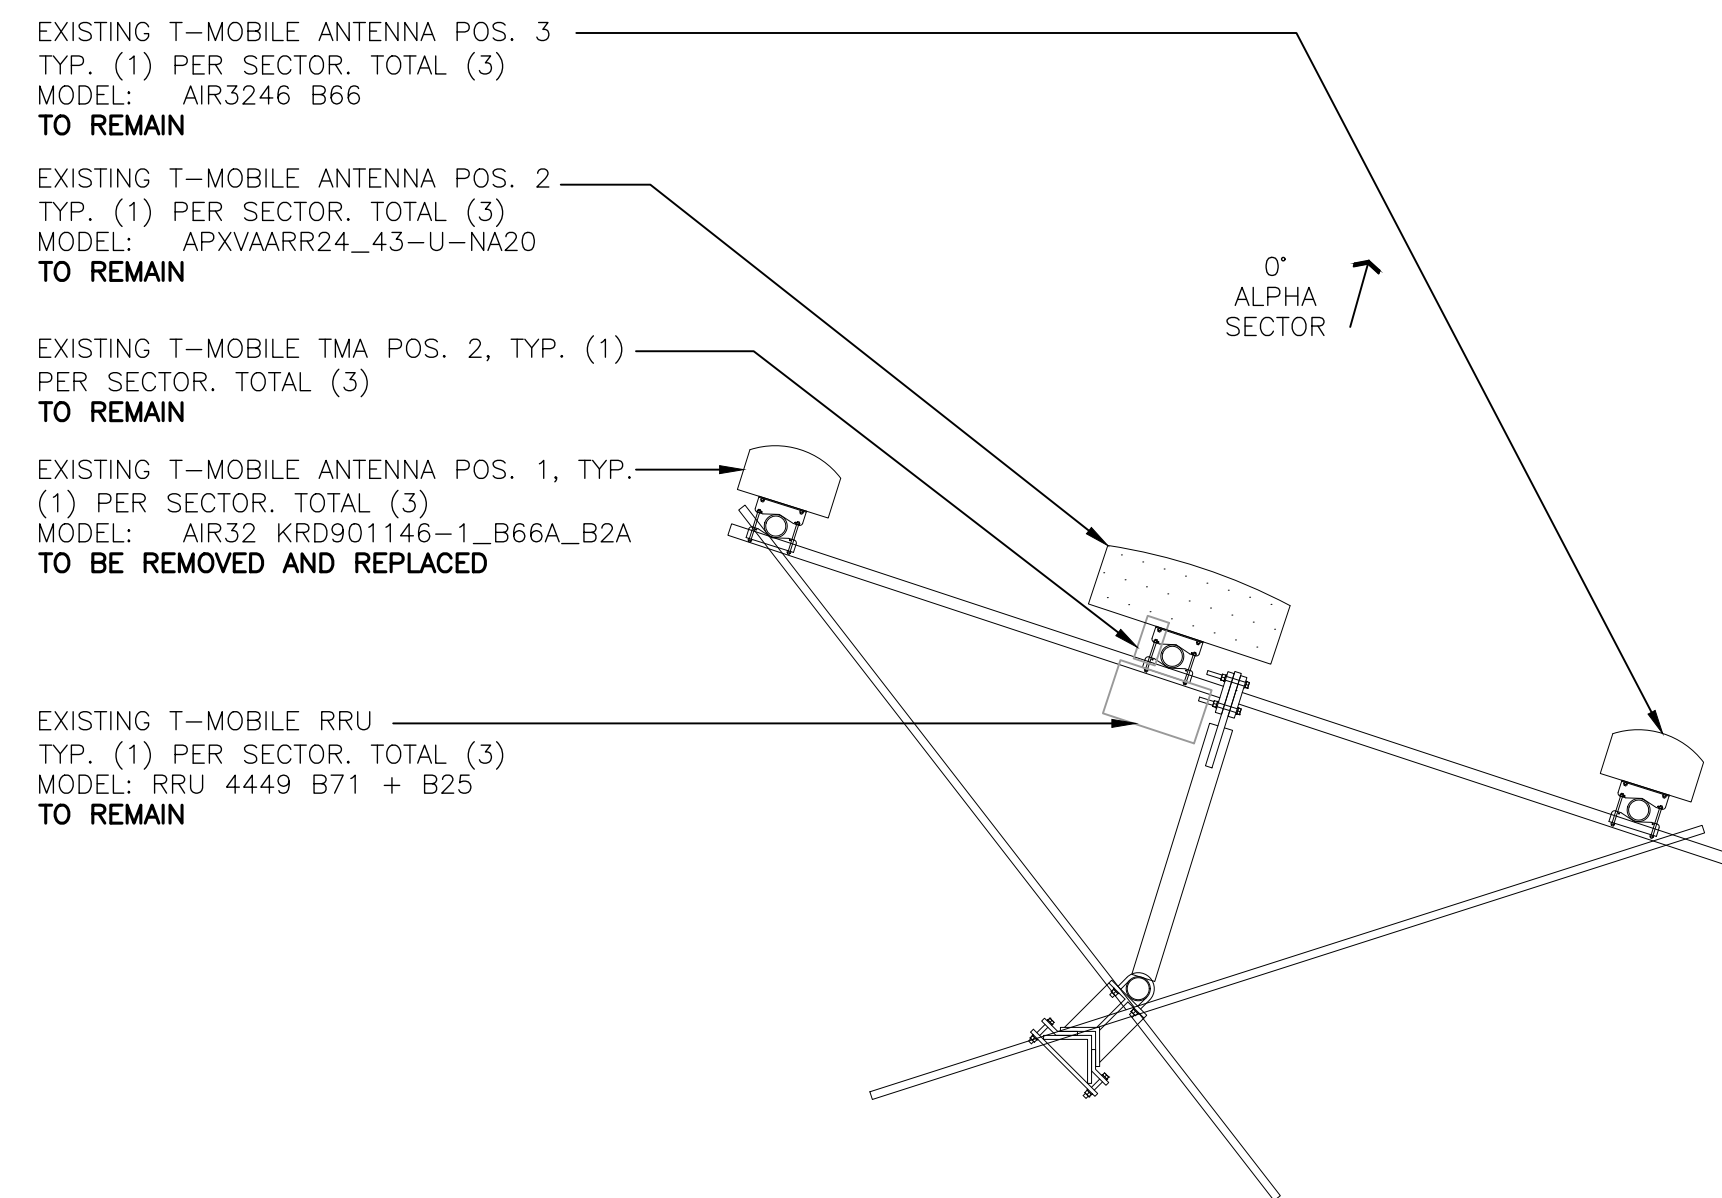 EXISTING T-MOBILE ANTENNA POS. 3
TYP. (1) PER SECTOR. TOTAL (3)
MODEL: AIR3246 B66
TO REMAIN
EXISTING T-MOBILE ANTENNA POS. 2
TYP. (1) PER SECTOR. TOTAL (3)
MODEL: APXVAARR24_43-U-NA20
TO REMAIN
0°
ALPHA
SECTOR
EXISTING T-MOBILE TMA POS. 2, TYP. (1)
PER SECTOR. TOTAL (3)
TO REMAIN
EXISTING T-MOBILE ANTENNA POS. 1, TYP.
(1) PER SECTOR. TOTAL (3)
MODEL: AIR32 KRD901146-1_B66A_B2A
TO BE REMOVED AND REPLACED
EXISTING T-MOBILE RRU
TYP. (1) PER SECTOR. TOTAL (3)
MODEL: RRU 4449 B71 + B25
TO REMAIN